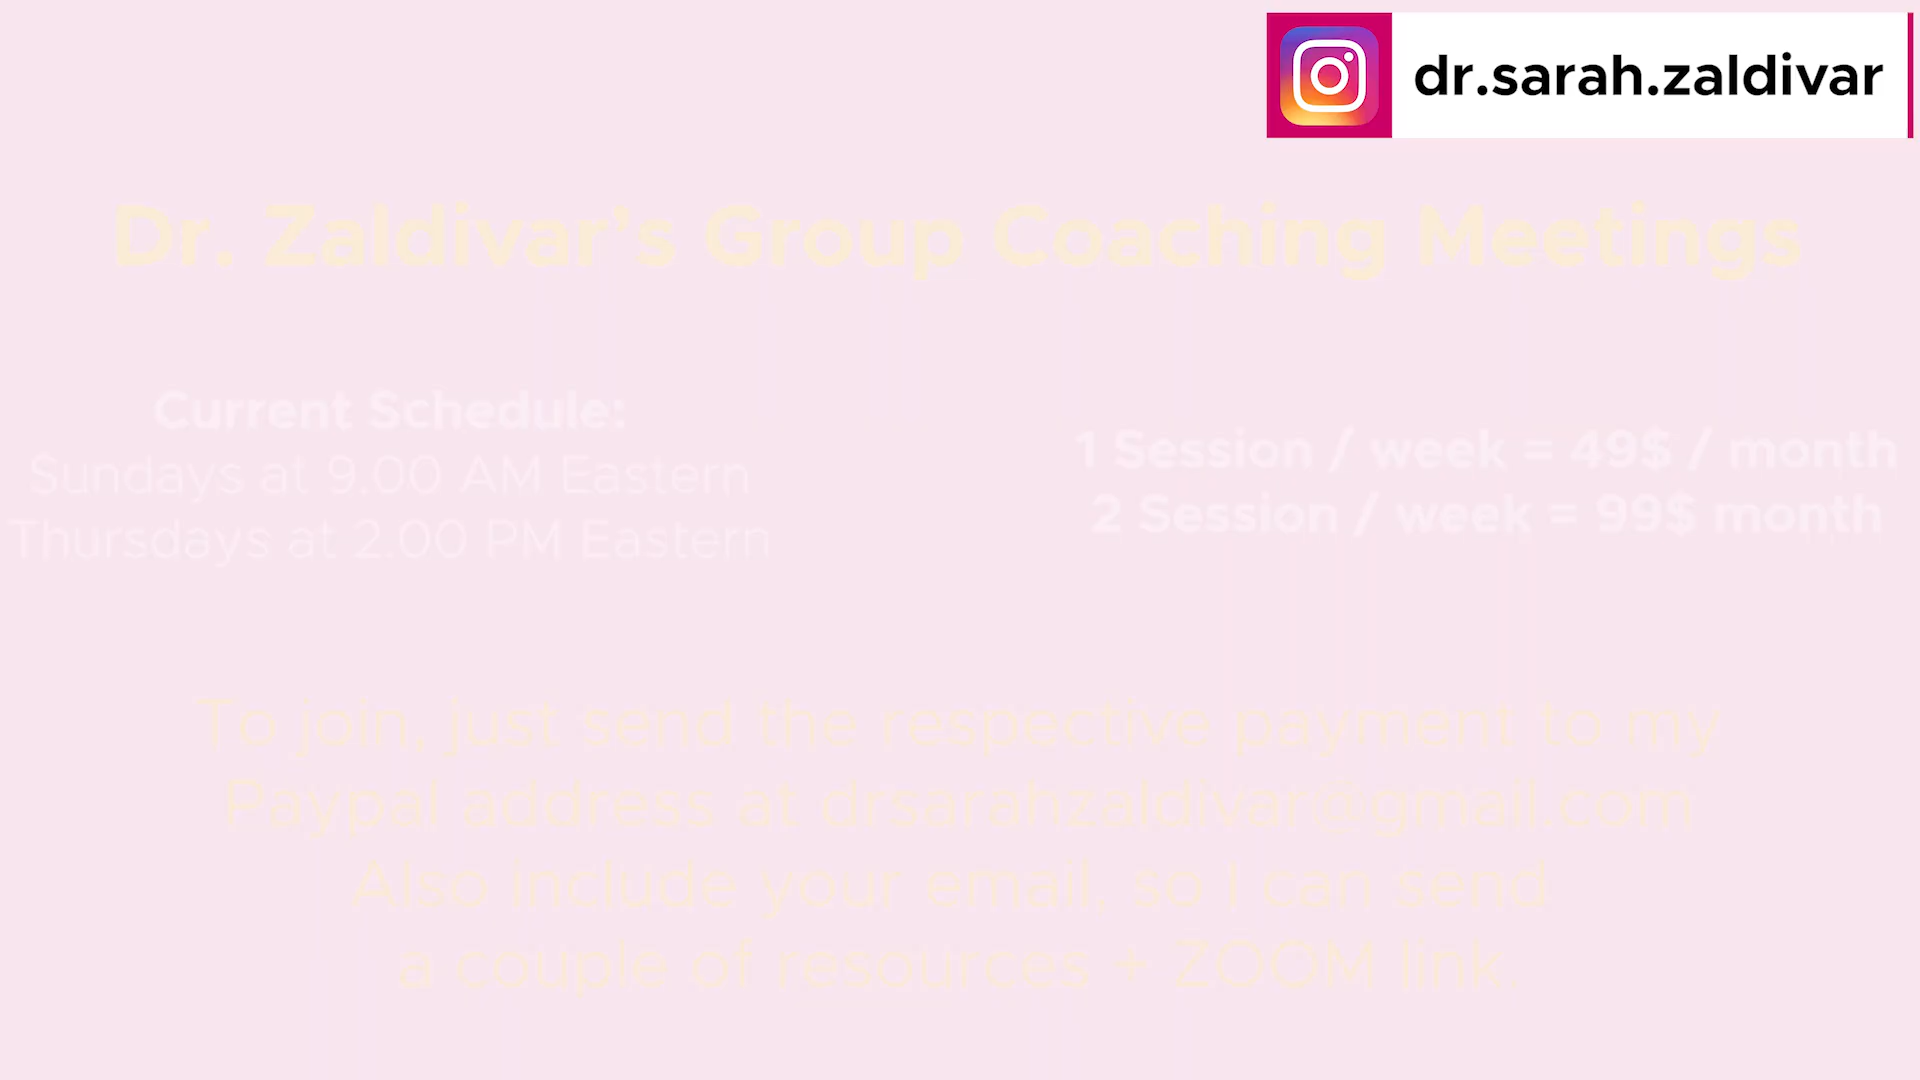 dr.sarah.zaldivar
Dr. Zaldivar's Group Coaching Meetings
Current Schedule:
Sundays at 9.00 AM Eastern
Thursdays at 2.00 PM Eastern
1 Session / week = 49$ / month
2 Session / week = 99$ month
To join, just send the respective payment to my
Paypal address at drsarahzaldivar@gmail.com
Also include your email, so I can send
a couple of resources + ZOOM link.